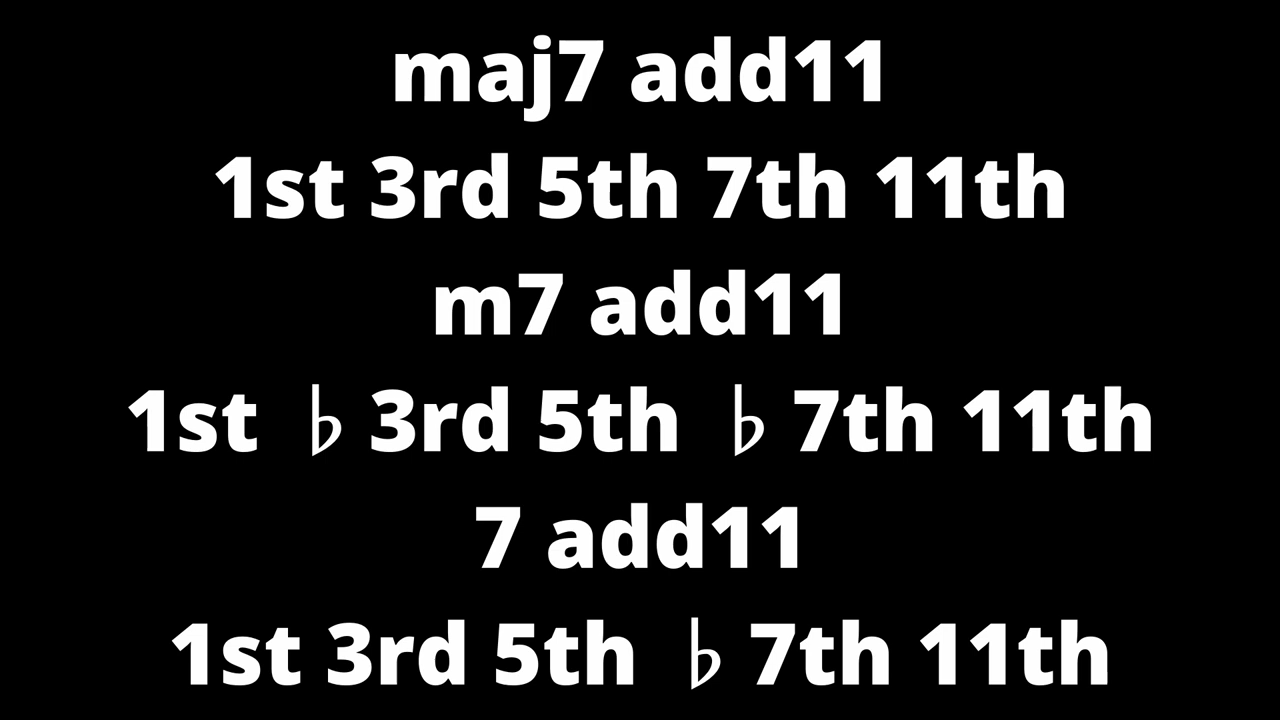 maj7 add11
1st 3rd 5th 7th 11th
m7 add11
1st ♭3rd 5th ♭7th 11th
7 add11
1st 3rd 5th ♭7th 11th